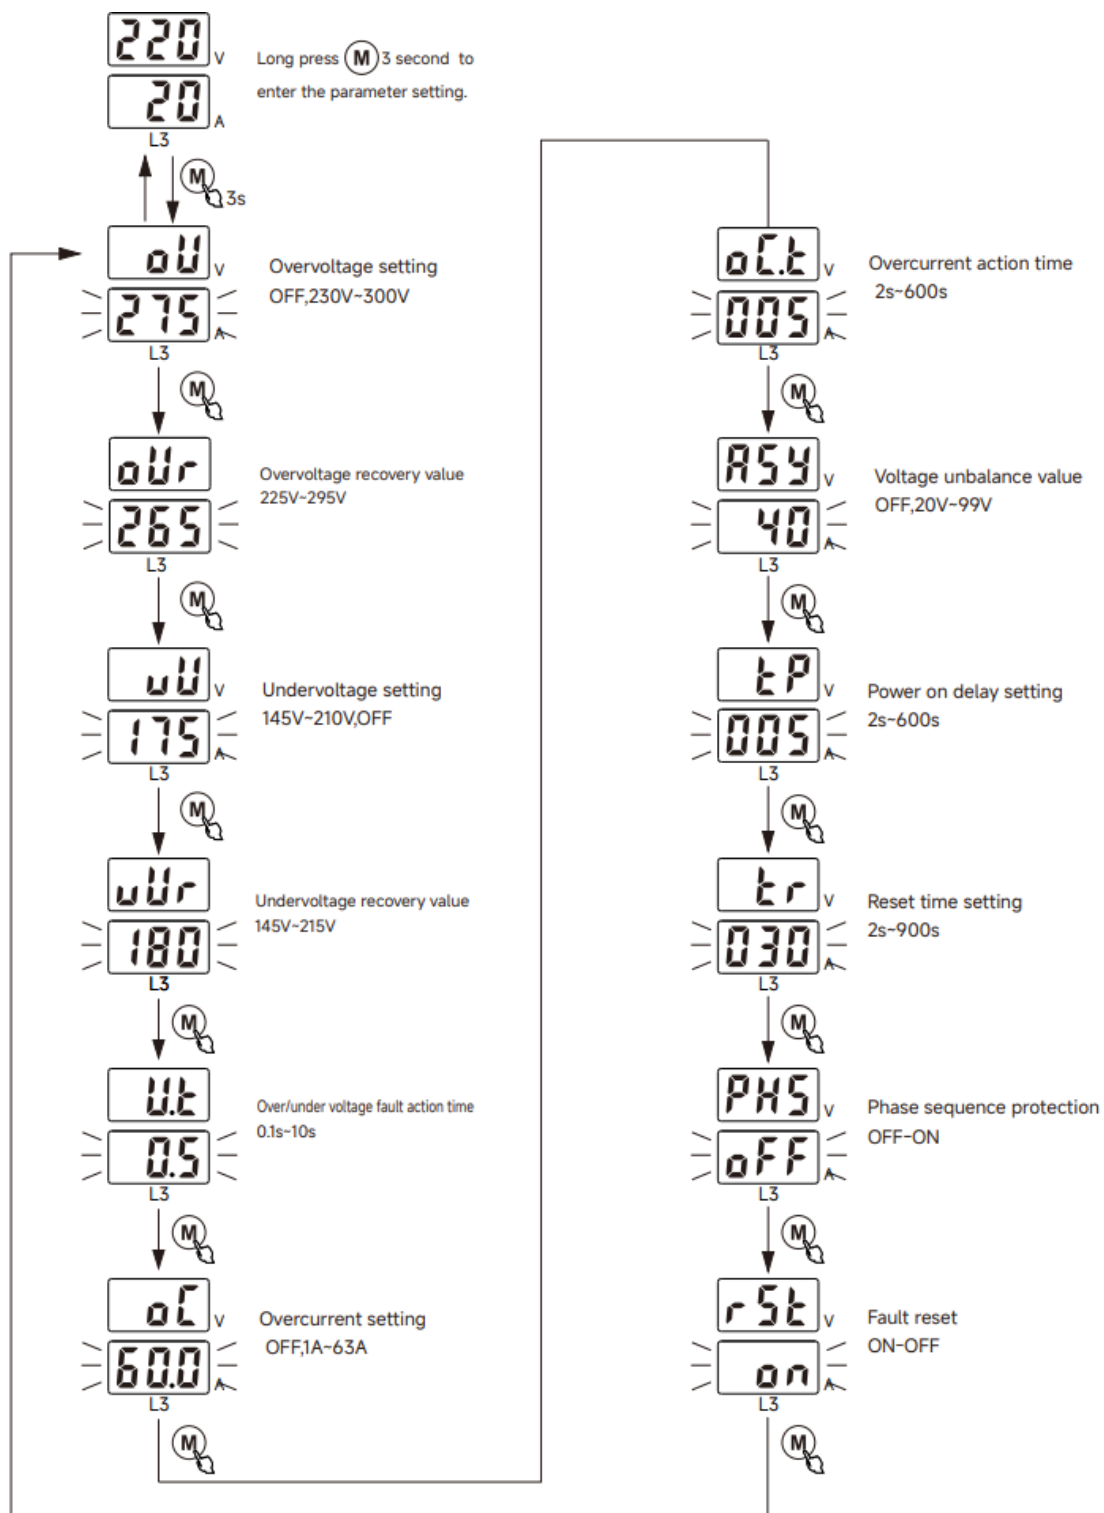 220 V
Long press M 3 second to
20 A
enter the parameter setting.
L3
M
3s
oU V
Overvoltage setting
275 A
OFF,230V~300V
L3
M
oUr
Overvoltage recovery value
265
225V~295V
L3
M
uU V
Undervoltage setting
175 A
145V~210V,OFF
L3
M
uUr
Undervoltage recovery value
180
145V~215V
L3
M
U.t
Over/under voltage fault action time
0.5
0.1s~10s
L3
M
oC V
Overcurrent setting
60.0 A
OFF,1A~63A
L3
M
oC.t V
Overcurrent action time
005 A
2s~600s
L3
M
ASY V
Voltage unbalance value
40 A
OFF,20V~99V
L3
M
tP V
Power on delay setting
005 A
2s~600s
L3
M
tr V
Reset time setting
030 A
2s~900s
L3
M
PHS V
Phase sequence protection
oFF A
OFF-ON
L3
M
rSt V
Fault reset
on A
ON-OFF
L3
M